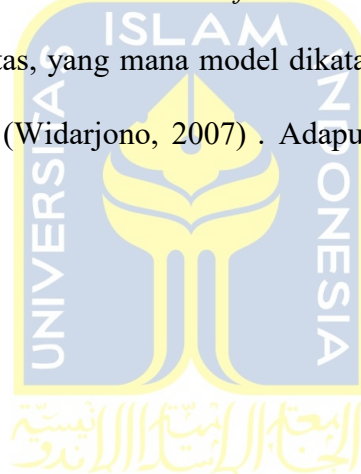 ISLAM
tas, yang mana model dikata
(Widarjono, 2007) . Adapu
UNIVERSITAS
INDONESIA